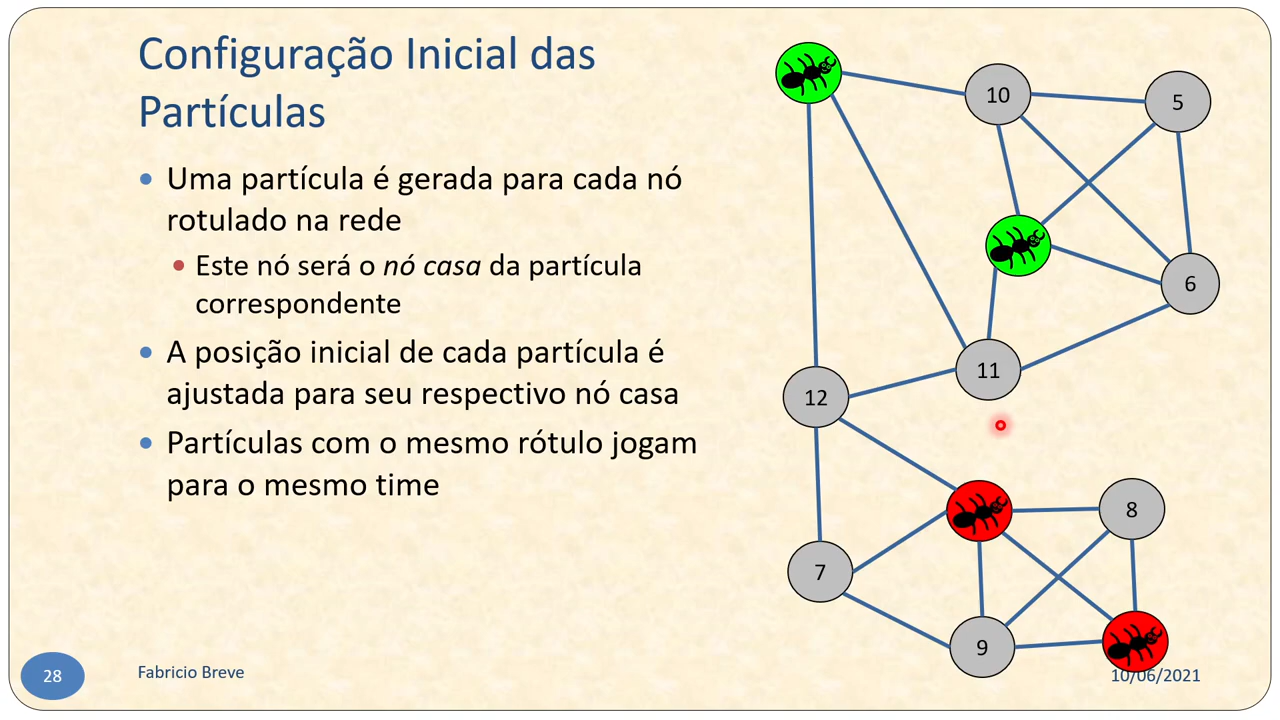 Configuração Inicial das
Partículas
• Uma partícula é gerada para cada nó
rotulado na rede
• Este nó será o nó casa da partícula
correspondente
• A posição inicial de cada partícula é
ajustada para seu respectivo nó casa
• Partículas com o mesmo rótulo jogam
para o mesmo time
10
5
6
11
12
8
7
9
28
Fabricio Breve
10/06/2021